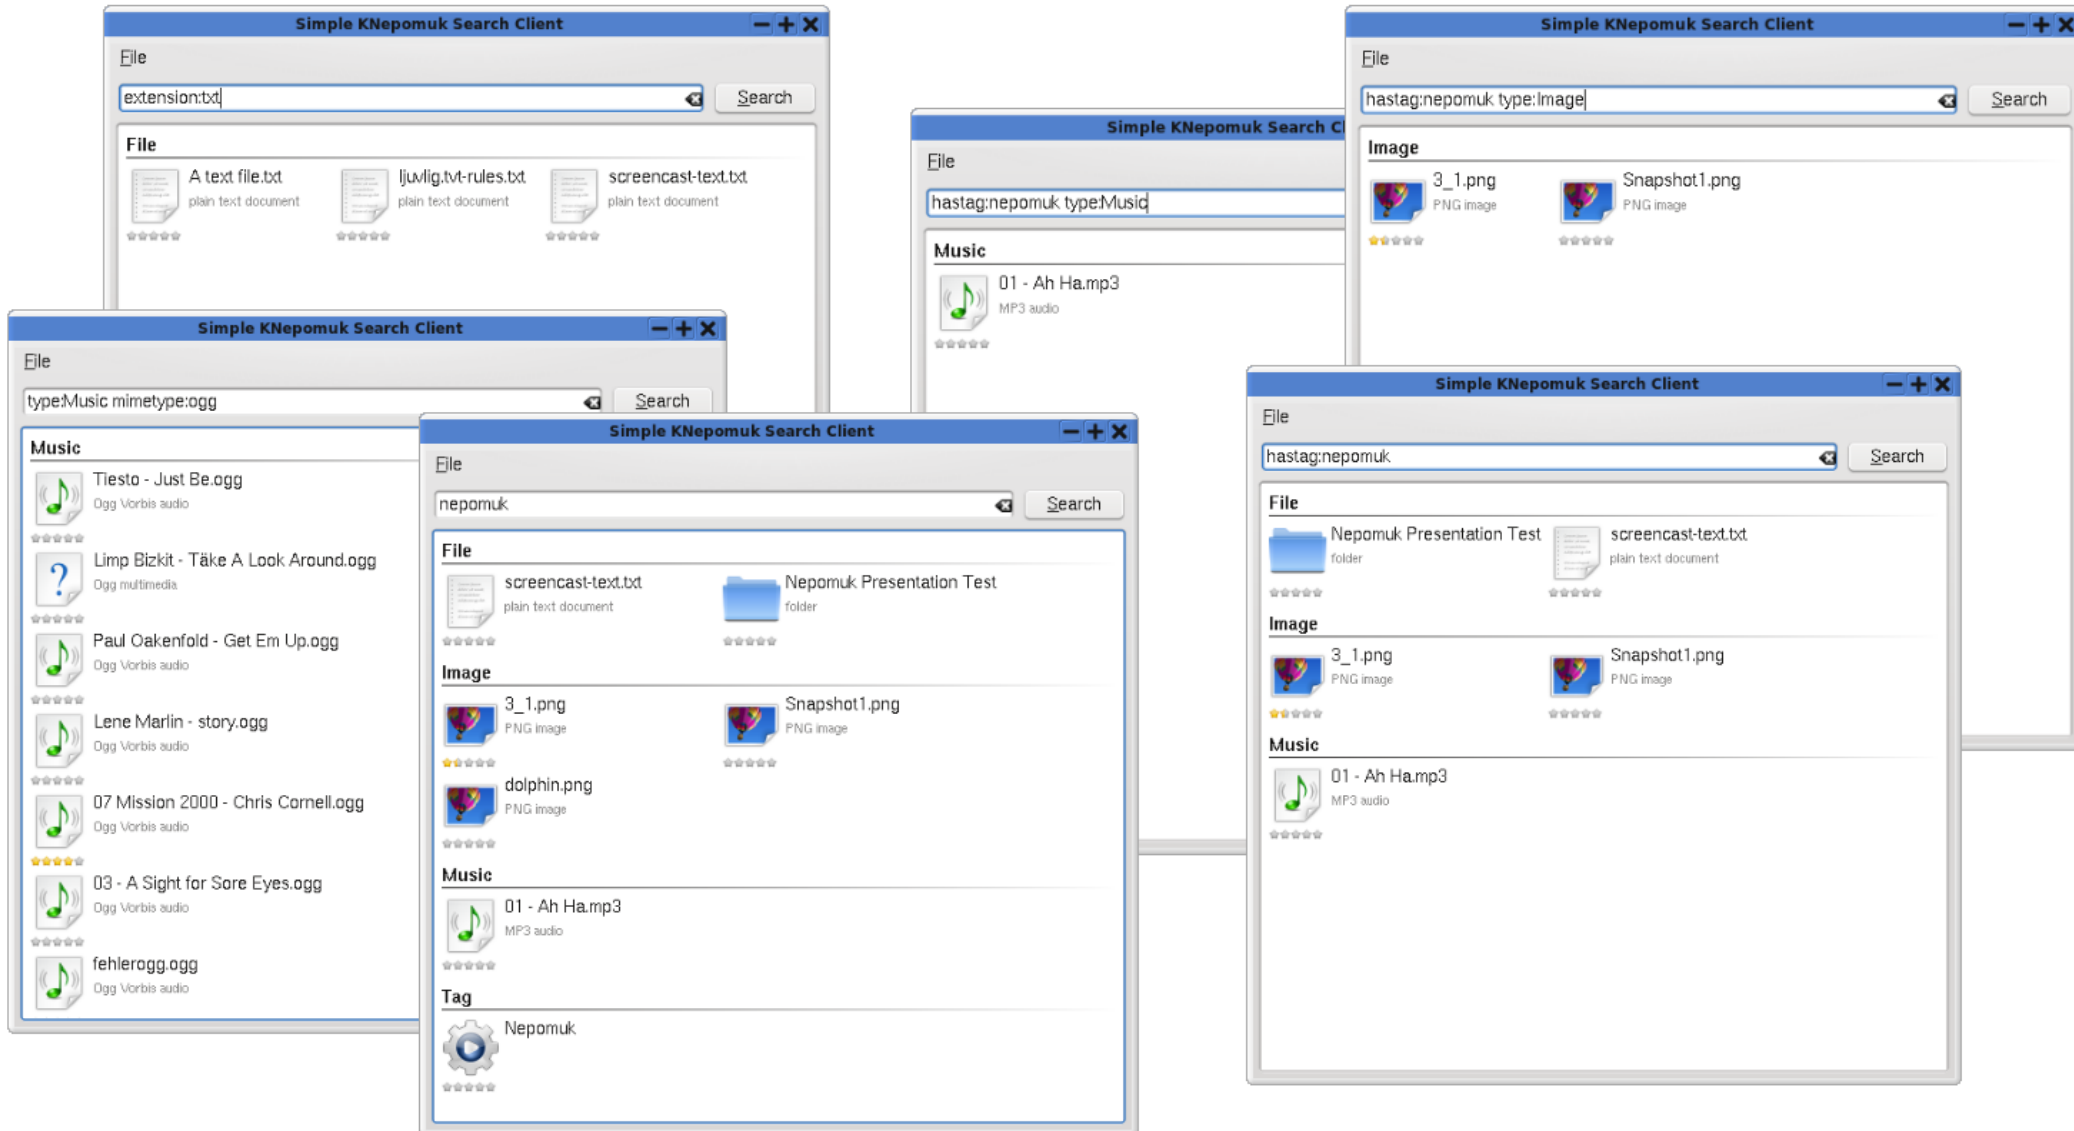 Simple KNepomuk Search Client
File
extension:txt
Search
File
A text file.txt
plain text document
ljuvlig.tvt-rules.txt
plain text document
screencast-text.txt
plain text document
Simple KNepomuk Search Cl
File
hastag:nepomuk type:Music
Music
01 - Ah Ha.mp3
MP3 audio
Simple KNepomuk Search Client
File
hastag:nepomuk type:Image
Search
Image
3_1.png
PNG image
Snapshot1.png
PNG image
Simple KNepomuk Search Client
File
type:Music mimetype:ogg
Search
Music
Tiesto - Just Be.ogg
Ogg Vorbis audio
Limp Bizkit - Täke A Look Around.ogg
Ogg multimedia
Paul Oakenfold - Get Em Up.ogg
Ogg Vorbis audio
Lene Marlin - story.ogg
Ogg Vorbis audio
07 Mission 2000 - Chris Cornell.ogg
Ogg Vorbis audio
03 - A Sight for Sore Eyes.ogg
Ogg Vorbis audio
fehlerogg.ogg
Ogg Vorbis audio
Simple KNepomuk Search Client
File
nepomuk
Search
File
screencast-text.txt
plain text document
Nepomuk Presentation Test
folder
Image
3_1.png
PNG image
Snapshot1.png
PNG image
dolphin.png
PNG image
Music
01 - Ah Ha.mp3
MP3 audio
Tag
Nepomuk
Simple KNepomuk Search Client
File
hastag:nepomuk
Search
File
Nepomuk Presentation Test
folder
screencast-text.txt
plain text document
Image
3_1.png
PNG image
Snapshot1.png
PNG image
Music
01 - Ah Ha.mp3
MP3 audio